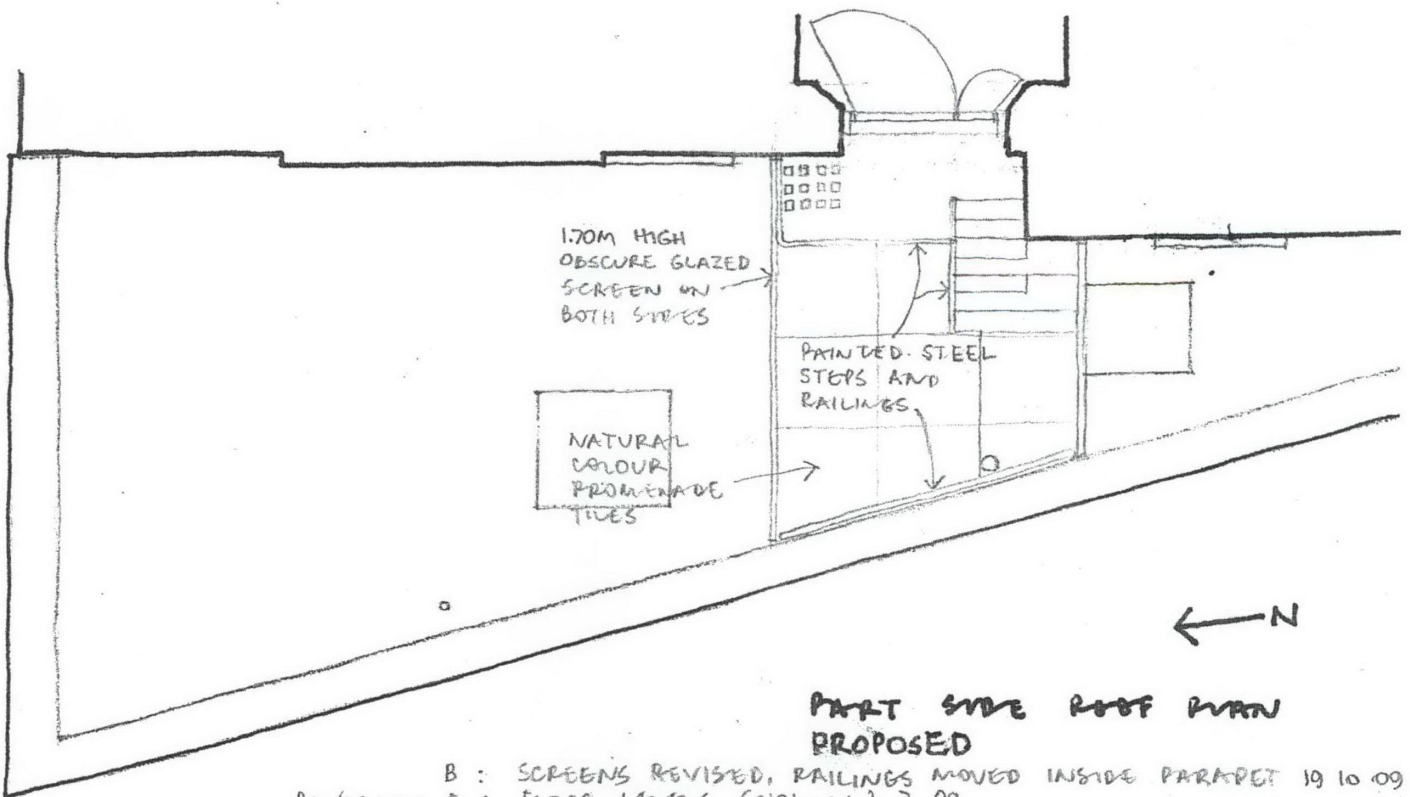 1.70M HIGH
OBSCURE GLAZED
SCREEN ON
BOTH SIDES
PAINTED STEEL
STEPS AND
RAILINGS
NATURAL
COLOUR
PROMENADE
TILES
N
PART SIDE ROOF PLAN
PROPOSED
B : SCREENS REVISED, RAILINGS MOVED INSIDE PARAPET 19 10 09